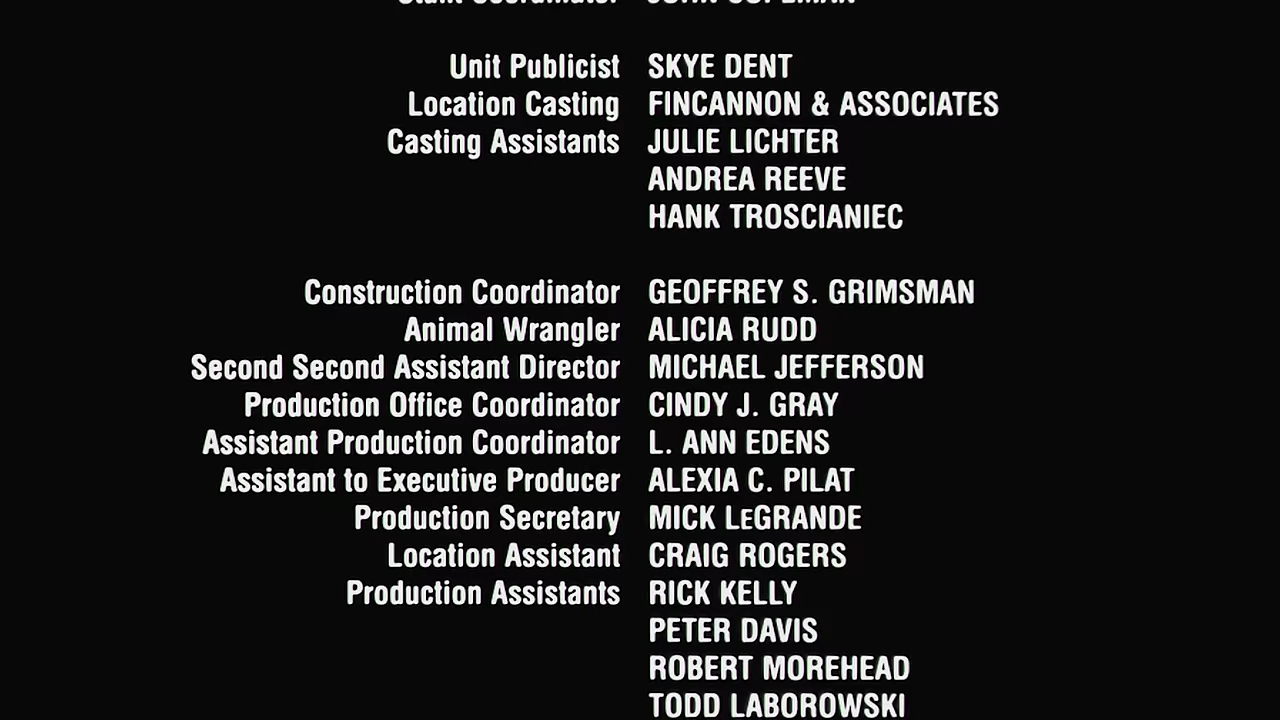 Unit Publicist SKYE DENT
Location Casting FINCANNON & ASSOCIATES
Casting Assistants JULIE LICHTER
ANDREA REEVE
HANK TROSCIANIEC
Construction Coordinator GEOFFREY S. GRIMSMAN
Animal Wrangler ALICIA RUDD
Second Second Assistant Director MICHAEL JEFFERSON
Production Office Coordinator CINDY J. GRAY
Assistant Production Coordinator L. ANN EDENS
Assistant to Executive Producer ALEXIA C. PILAT
Production Secretary MICK LeGRANDE
Location Assistant CRAIG ROGERS
Production Assistants RICK KELLY
PETER DAVIS
ROBERT MOREHEAD
TODD LABOROWSKI